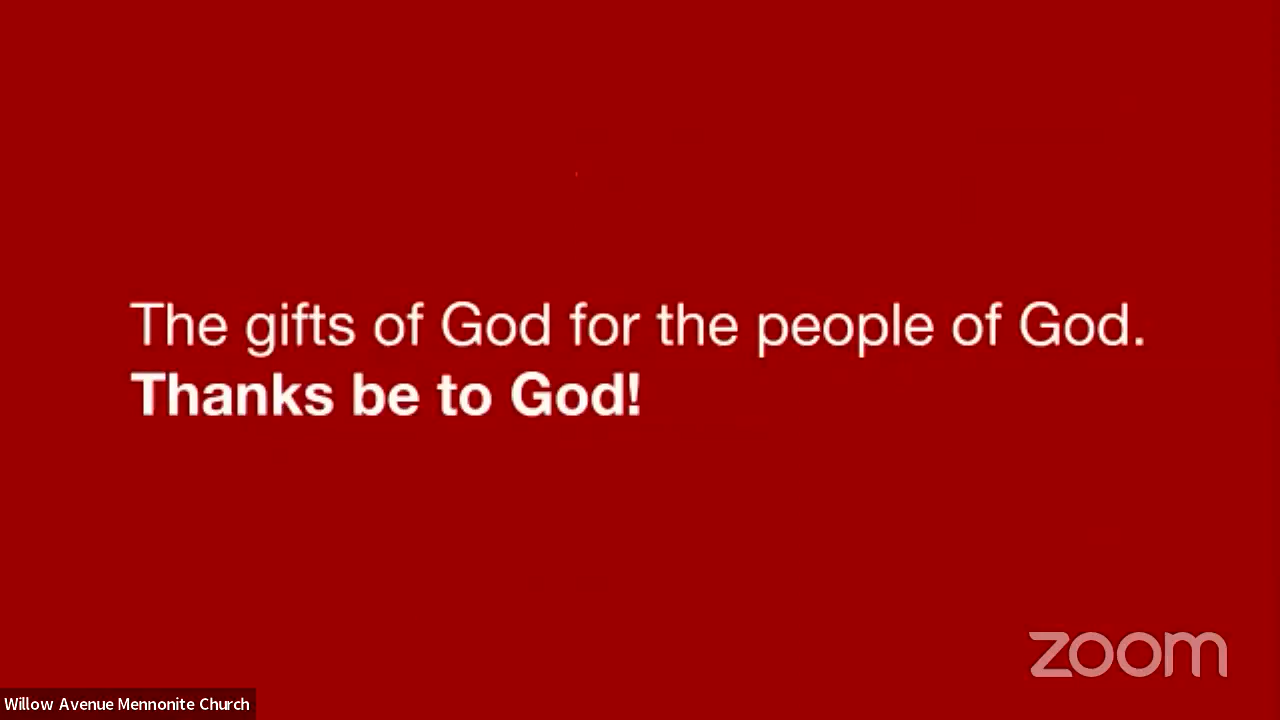 The gifts of God for the people of God.
Thanks be to God!
zoom
Willow Avenue Mennonite Church